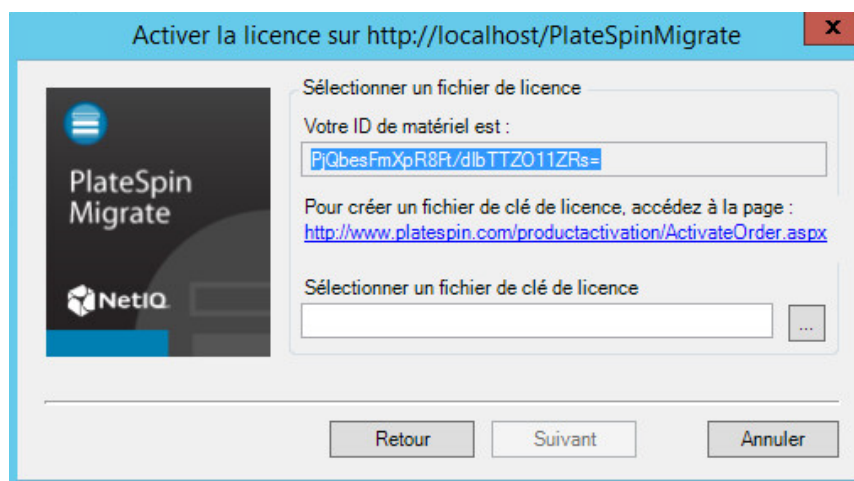 Activer la licence sur http://localhost/PlateSpinMigrate
x
PlateSpin
Migrate
NetIQ
Sélectionner un fichier de licence
Votre ID de matériel est :
PjQbesFmXpR8Ft/dIbTTZO11ZRs=
Pour créer un fichier de clé de licence, accédez à la page :
http://www.platespin.com/productactivation/ActivateOrder.aspx
Sélectionner un fichier de clé de licence
...
Retour
Suivant
Annuler